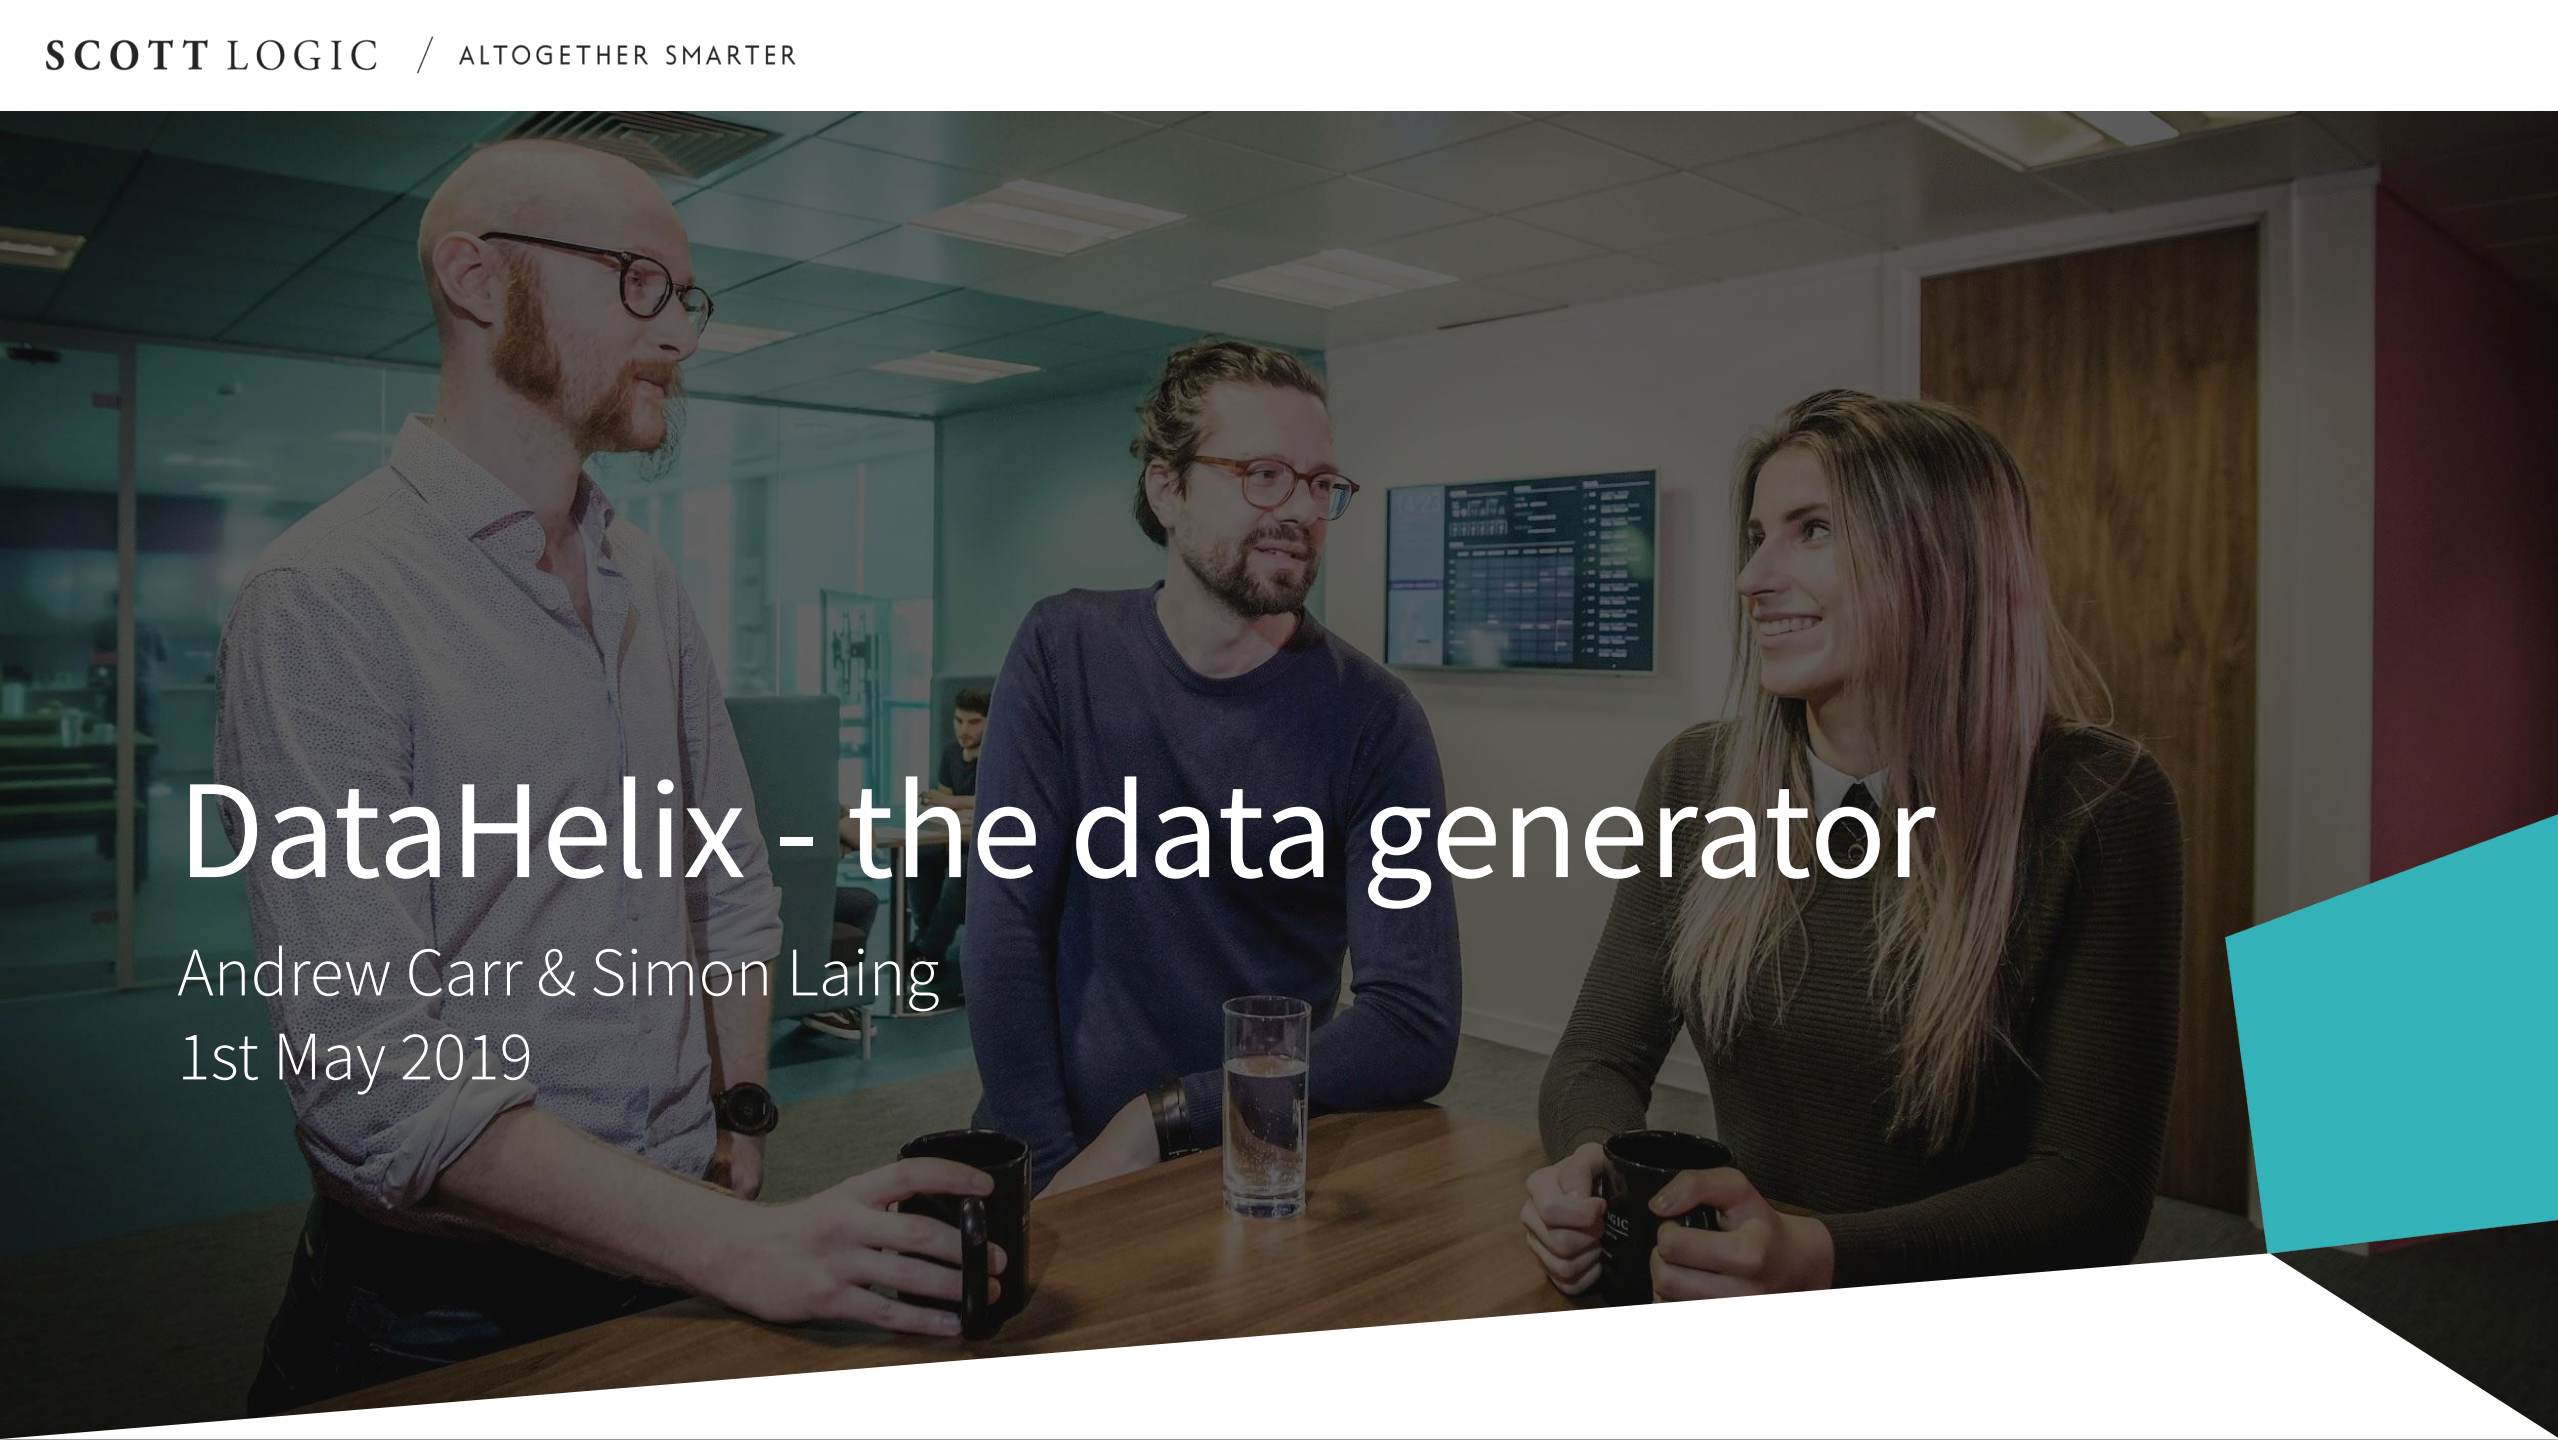 SCOTT LOGIC / ALTOGETHER SMARTER
DataHelix - the data generator
Andrew Carr & Simon Laing
1st May 2019